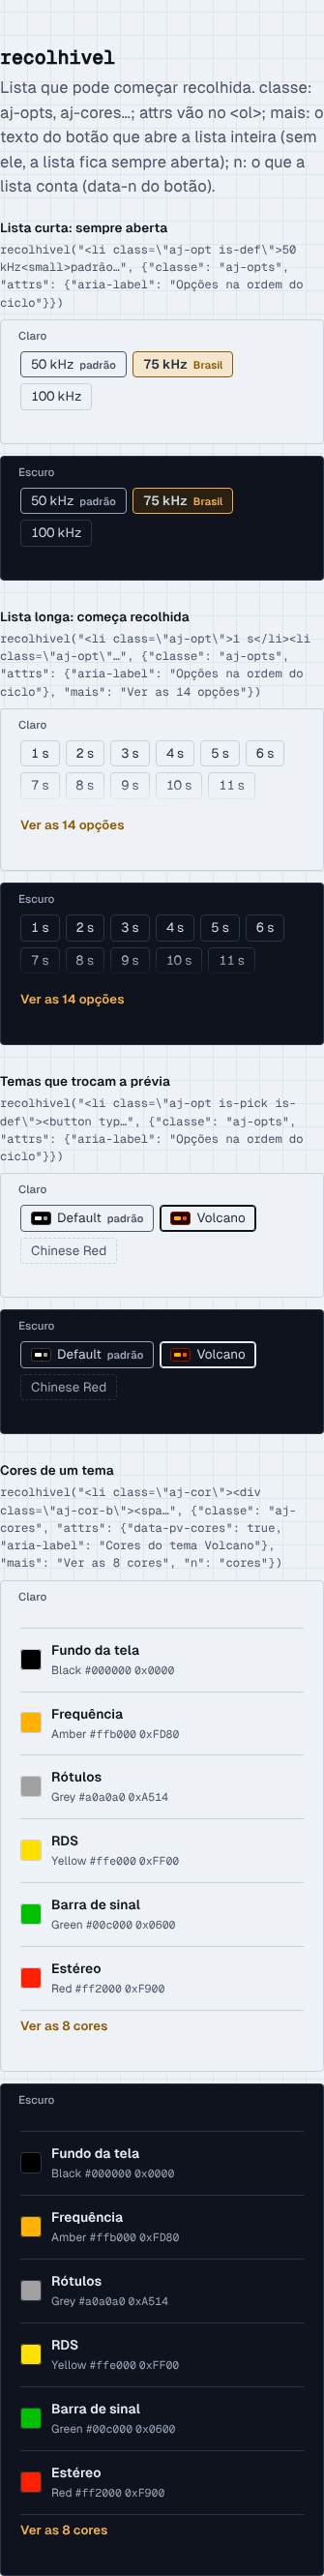 recolhivel
Lista que pode começar recolhida. classe:
aj-opts, aj-cores…; attrs vão no <ol>; mais: o
texto do botão que abre a lista inteira (sem
ele, a lista fica sempre aberta); n: o que a
lista conta (data-n do botão).
Lista curta: sempre aberta
recolhivel("<li class=\"aj-opt is-def\">50
kHz<small>padrão…", {"classe": "aj-opts",
"attrs": {"aria-label": "Opções na ordem do
ciclo"}})
Claro
50 kHz padrão 75 kHz Brasil
100 kHz
Escuro
50 kHz padrão 75 kHz Brasil
100 kHz
Lista longa: começa recolhida
recolhivel("<li class=\"aj-opt\">1 s</li><li
class=\"aj-opt\"…", {"classe": "aj-opts",
"attrs": {"aria-label": "Opções na ordem do
ciclo"}, "mais": "Ver as 14 opções"})
Claro
1 s 2 s 3 s 4 s 5 s 6 s
7 s 8 s 9 s 10 s 11 s
Ver as 14 opções
Escuro
1 s 2 s 3 s 4 s 5 s 6 s
7 s 8 s 9 s 10 s 11 s
Ver as 14 opções
Temas que trocam a prévia
recolhivel("<li class=\"aj-opt is-pick is-
def\"><button typ…", {"classe": "aj-opts",
"attrs": {"aria-label": "Opções na ordem do
ciclo"}})
Claro
Default padrão Volcano
Chinese Red
Escuro
Default padrão Volcano
Chinese Red
Cores de um tema
recolhivel("<li class=\"aj-cor\"><div
class=\"aj-cor-b\"><spa…", {"classe": "aj-
cores", "attrs": {"data-pv-cores": true,
"aria-label": "Cores do tema Volcano"},
"mais": "Ver as 8 cores", "n": "cores"})
Claro
Fundo da tela
Black #000000 0x0000
Frequência
Amber #ffb000 0xFD80
Rótulos
Grey #a0a0a0 0xA514
RDS
Yellow #ffe000 0xFF00
Barra de sinal
Green #00c000 0x0600
Estéreo
Red #ff2000 0xF900
Ver as 8 cores
Escuro
Fundo da tela
Black #000000 0x0000
Frequência
Amber #ffb000 0xFD80
Rótulos
Grey #a0a0a0 0xA514
RDS
Yellow #ffe000 0xFF00
Barra de sinal
Green #00c000 0x0600
Estéreo
Red #ff2000 0xF900
Ver as 8 cores